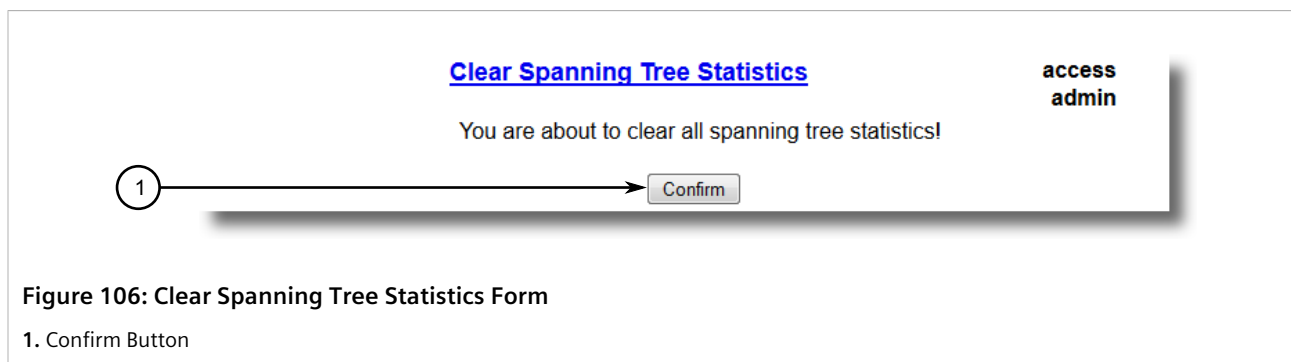 Clear Spanning Tree Statistics
access
admin
You are about to clear all spanning tree statistics!
1
Confirm
Figure 106: Clear Spanning Tree Statistics Form
1. Confirm Button